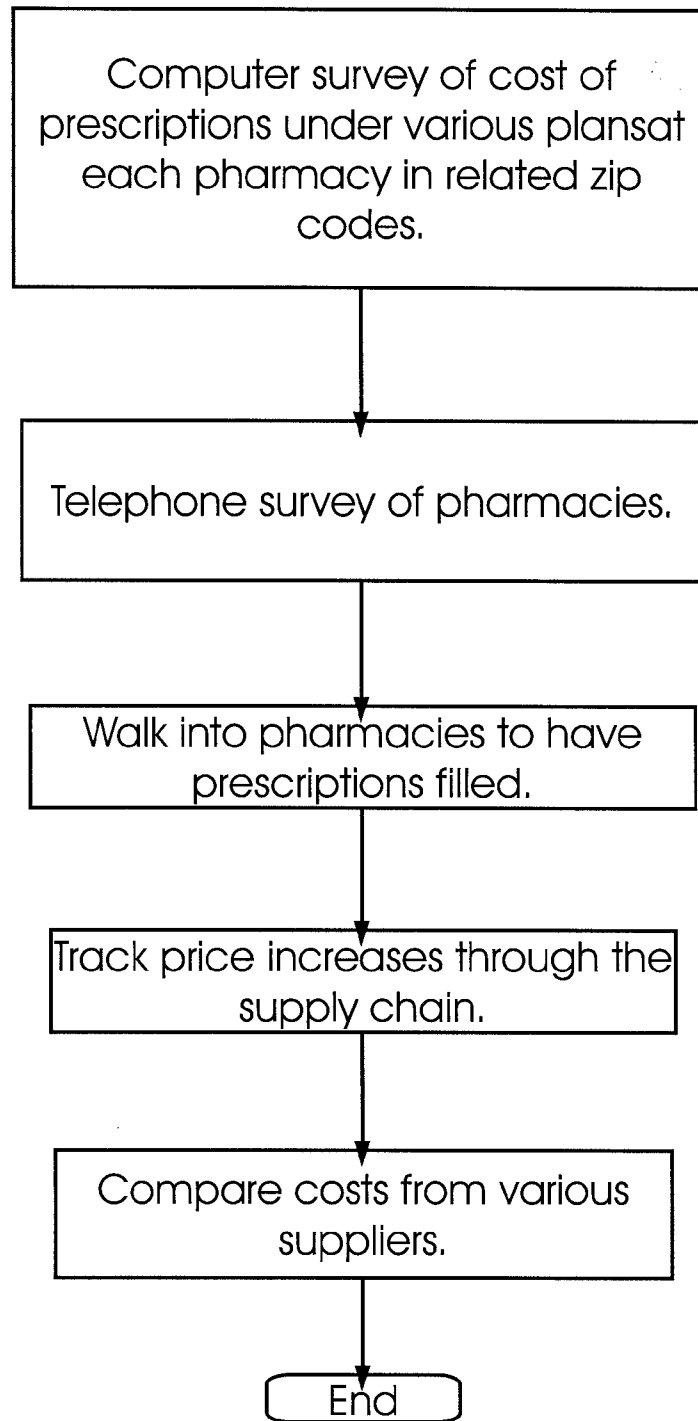 Computer survey of cost of
prescriptions under various plansat
each pharmacy in related zip
codes.
Telephone survey of pharmacies.
Walk into pharmacies to have
prescriptions filled.
Track price increases through the
supply chain.
Compare costs from various
suppliers.
End